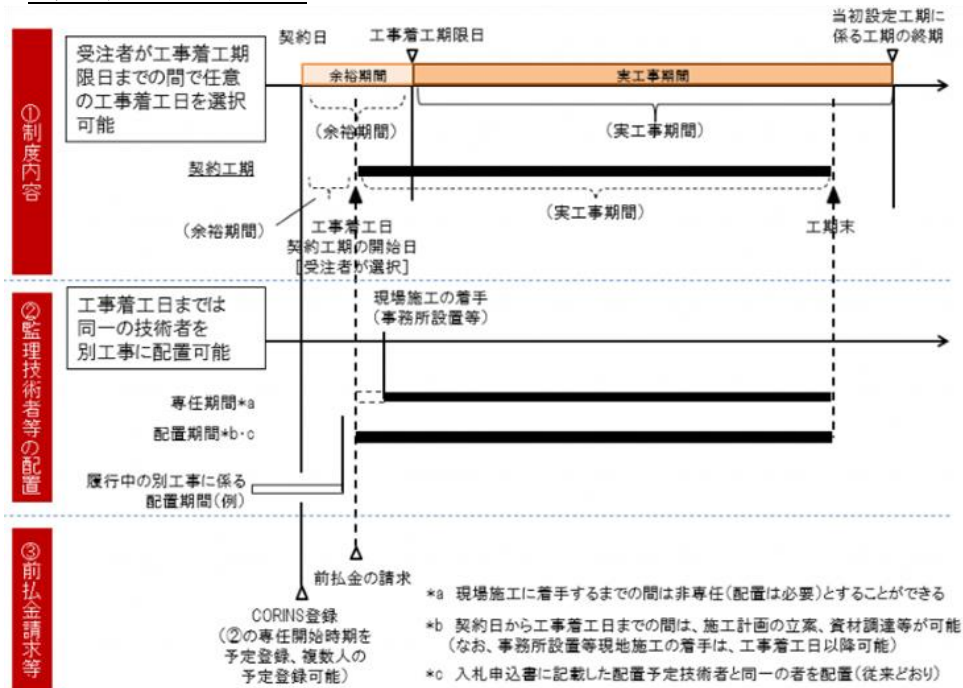 契約日
工事着工期限日
当初設定工期に
係る工期の終期
受注者が工事着工期
限日までの間で任意
の工事着工日を選択
可能
余裕期間
実工事期間
(余裕期間)
(実工事期間)
①制度内容
契約工期
(余裕期間)
(実工事期間)
工事着工日
契約工期の開始日
[受注者が選択]
工期末
②監理技術者等の配置
工事着工日までは
同一の技術者を
別工事に配置可能
現場施工の着手
(事務所設置等)
専任期間*a
配置期間*b・c
履行中の別工事に係る
配置期間(例)
③前払金請求等
前払金の請求
CORINS登録
(②の専任開始時期を
予定登録、複数人の
予定登録可能)
*a 現場施工に着手するまでの間は非専任(配置は必要)とすることができる
*b 契約日から工事着工日までの間は、施工計画の立案、資材調達等が可能
(なお、事務所設置等現地施工の着手は、工事着工日以降可能)
*c 入札申込書に記載した配置予定技術者と同一の者を配置(従来どおり)